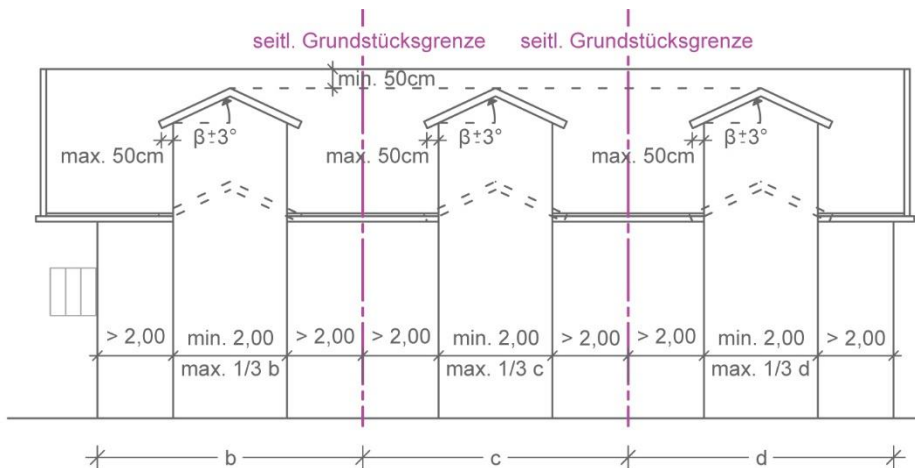 seitl. Grundstücksgrenze seitl. Grundstücksgrenze
min. 50cm
β±3° β±3° β±3°
max. 50cm max. 50cm max. 50cm
> 2,00 min. 2,00 > 2,00 > 2,00 min. 2,00 > 2,00 > 2,00 min. 2,00 > 2,00
max. 1/3 b max. 1/3 c max. 1/3 d
b c d